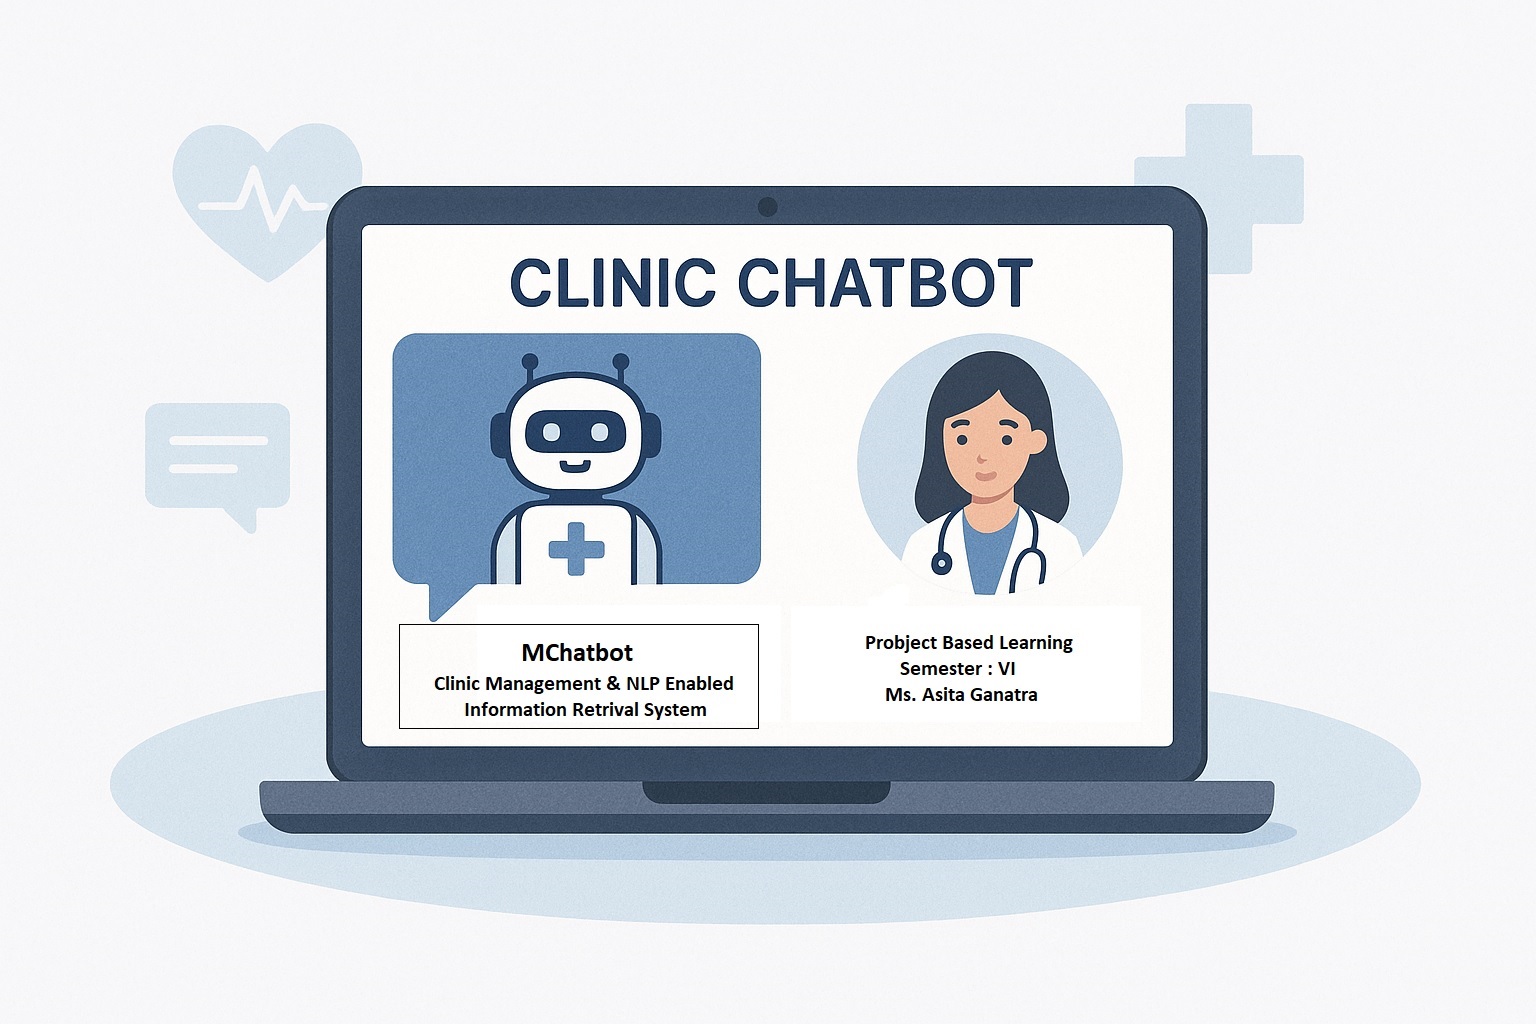 CLINIC CHATBOT
MChatbot
Clinic Management & NLP Enabled
Information Retrival System
Probject Based Learning
Semester : VI
Ms. Asita Ganatra